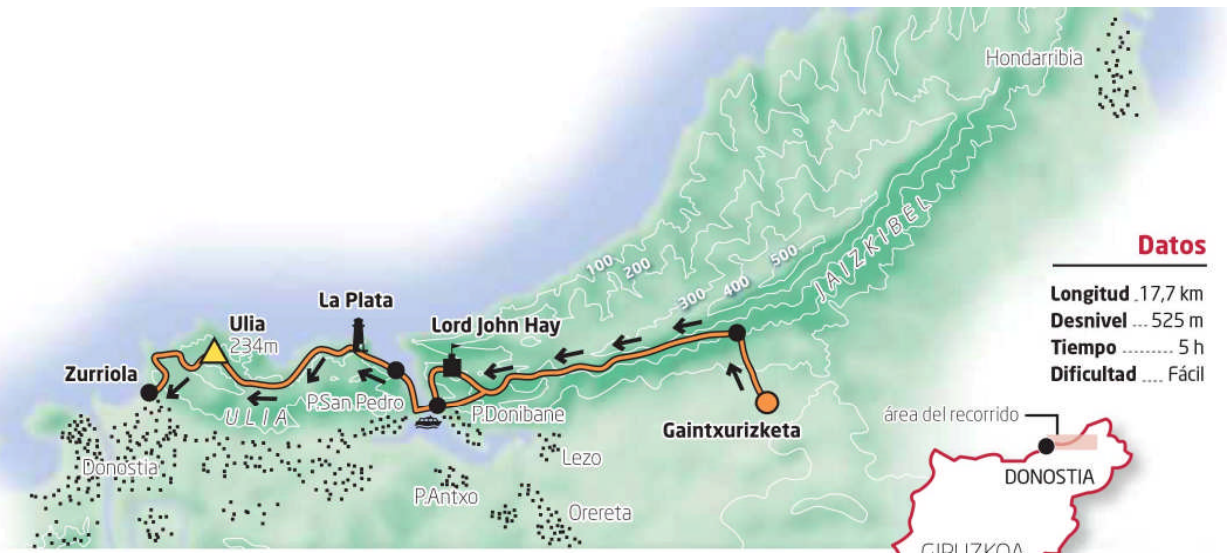 Hondarribia
100
200
300
400
500
JAIZKIBEL
Datos
Longitud 17,7 km
Desnivel .... 525 m
Tiempo ......... 5 h
Dificultad .... Fácil
La Plata
Lord John Hay
Ulia
234m
Zurriola
P.San Pedro
ULIA
P.Donibane
Gaintxurizketa
Donostia
Lezo
P.Antxo
Orereta
área del recorrido
DONOSTIA
GIPUZKOA